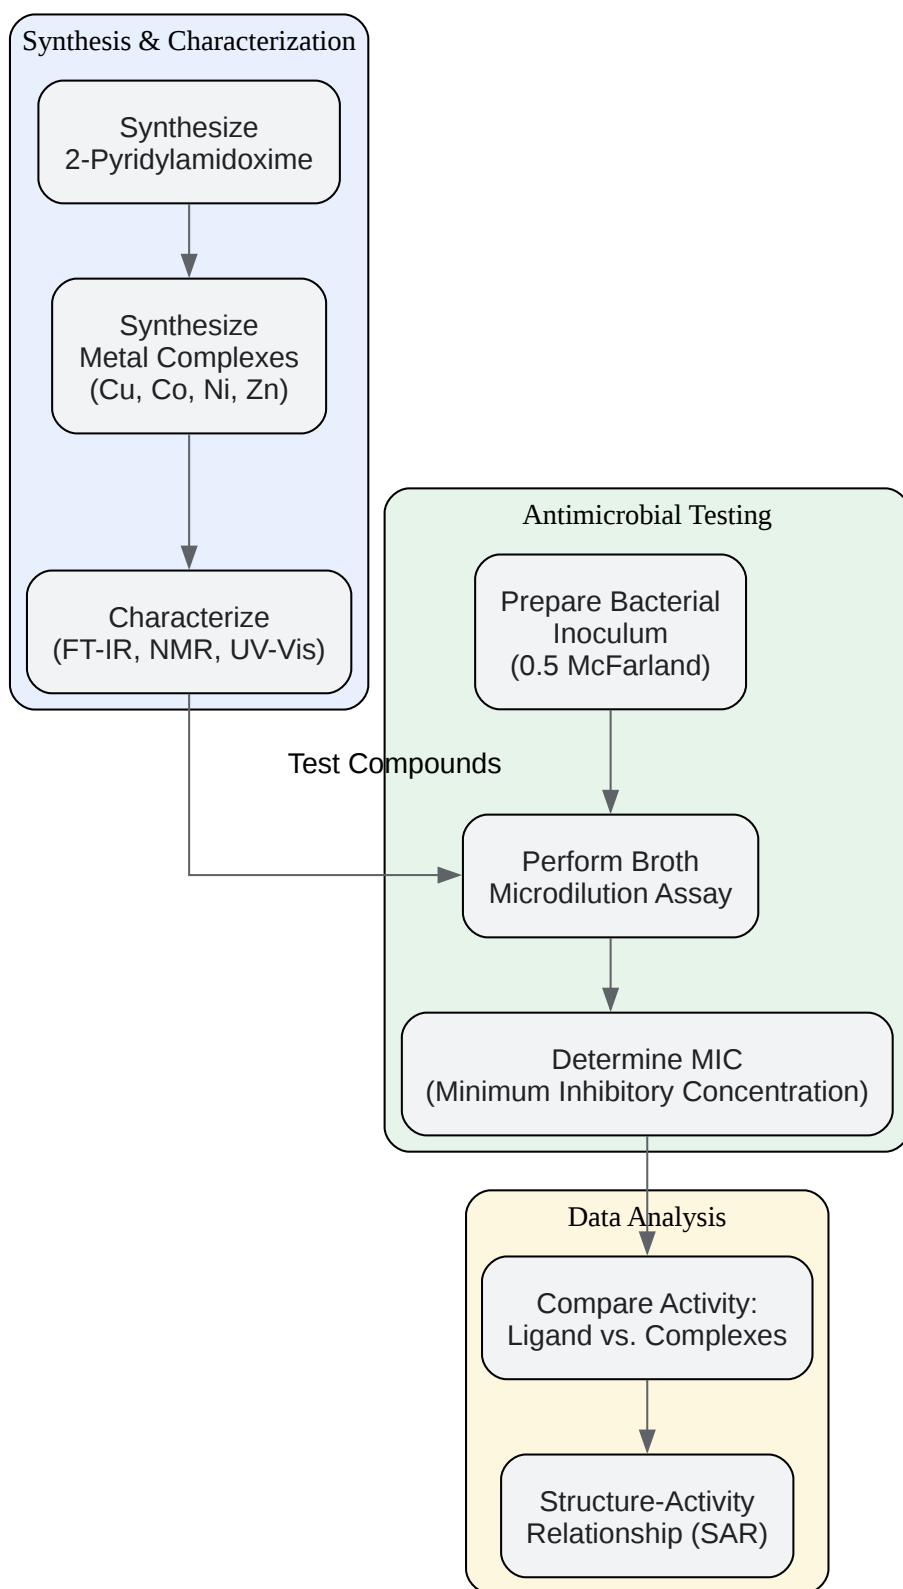 Synthesis & Characterization
Synthesize
2-Pyridylamidoxime
Synthesize
Metal Complexes
(Cu, Co, Ni, Zn)
Characterize
(FT-IR, NMR, UV-Vis)
Test Compounds
Antimicrobial Testing
Prepare Bacterial
Inoculum
(0.5 McFarland)
Perform Broth
Microdilution Assay
Determine MIC
(Minimum Inhibitory Concentration)
Data Analysis
Compare Activity:
Ligand vs. Complexes
Structure-Activity
Relationship (SAR)